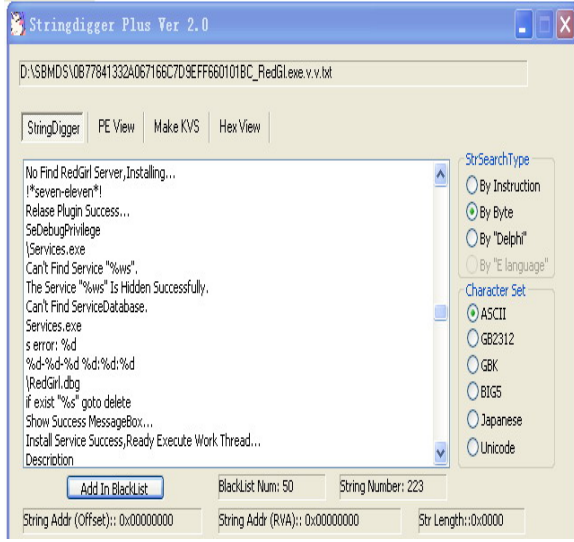 Stringdigger Plus Ver 2.0
D:\SBMDS\0B77841332A067166C7D9EFF660101BC_RedGl.exe.v.v.txt
StringDigger PE View Make KVS Hex View
No Find RedGirl Server,Installing...
!*seven-eleven*!
Relase Plugin Success...
SeDebugPrivilege
\Services.exe
Can't Find Service "%ws".
The Service "%ws" Is Hidden Successfully.
Can't Find ServiceDatabase.
Services.exe
s error: %d
%d-%d-%d %d:%d:%d
\RedGirl.dbg
if exist "%s" goto delete
Show Success MessageBox...
Install Service Success,Ready Execute Work Thread...
Description
StrSearchType
By Instruction
By Byte
By "Delphi"
By "E language"
Character Set
ASCII
GB2312
GBK
BIG5
Japanese
Unicode
Add In BlackList
BlackList Num: 50
String Number: 223
String Addr (Offset):: 0x00000000
String Addr (RVA):: 0x00000000
Str Length::0x0000